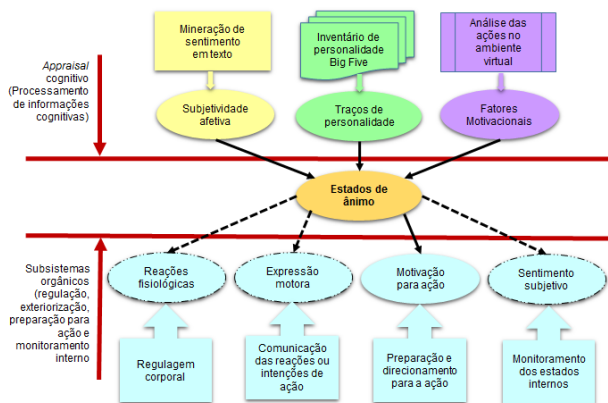 Appraisal
cognitivo
(Processamento
de informações
cognitivas)
Mineração de
sentimento
em texto
Inventário de
personalidade
Big Five
Análise das
ações no
ambiente
virtual
Subjetividade
afetiva
Traços de
personalidade
Fatores
Motivacionais
Estados de
ânimo
Subsistemas
orgânicos
(regulação,
exteriorização,
preparação para
ação e
monitoramento
interno
Reações
fisiológicas
Expressão
motora
Motivação
para ação
Sentimento
subjetivo
Regulagem
corporal
Comunicação
das reações ou
intenções de
ação
Preparação e
direcionamento
para a ação
Monitoramento
dos estados
internos